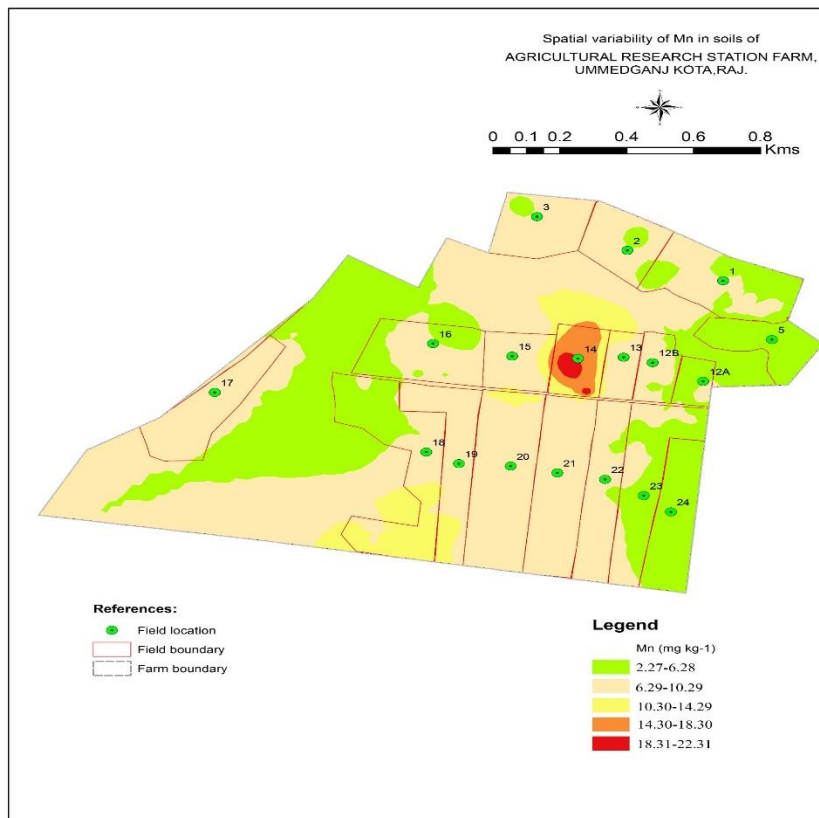 Spatial variability of Mn in soils of
AGRICULTURAL RESEARCH STATION FARM,
UMMEDGANJ KOTA,RAJ.
0 0.1 0.2 0.4 0.6 0.8
Kms
3
2
1
5
16
15
14
13
12B
12A
17
18
19
20
21
22
23
24
References:
Field location
Field boundary
Farm boundary
Legend
Mn (mg kg-1)
2.27-6.28
6.29-10.29
10.30-14.29
14.30-18.30
18.31-22.31